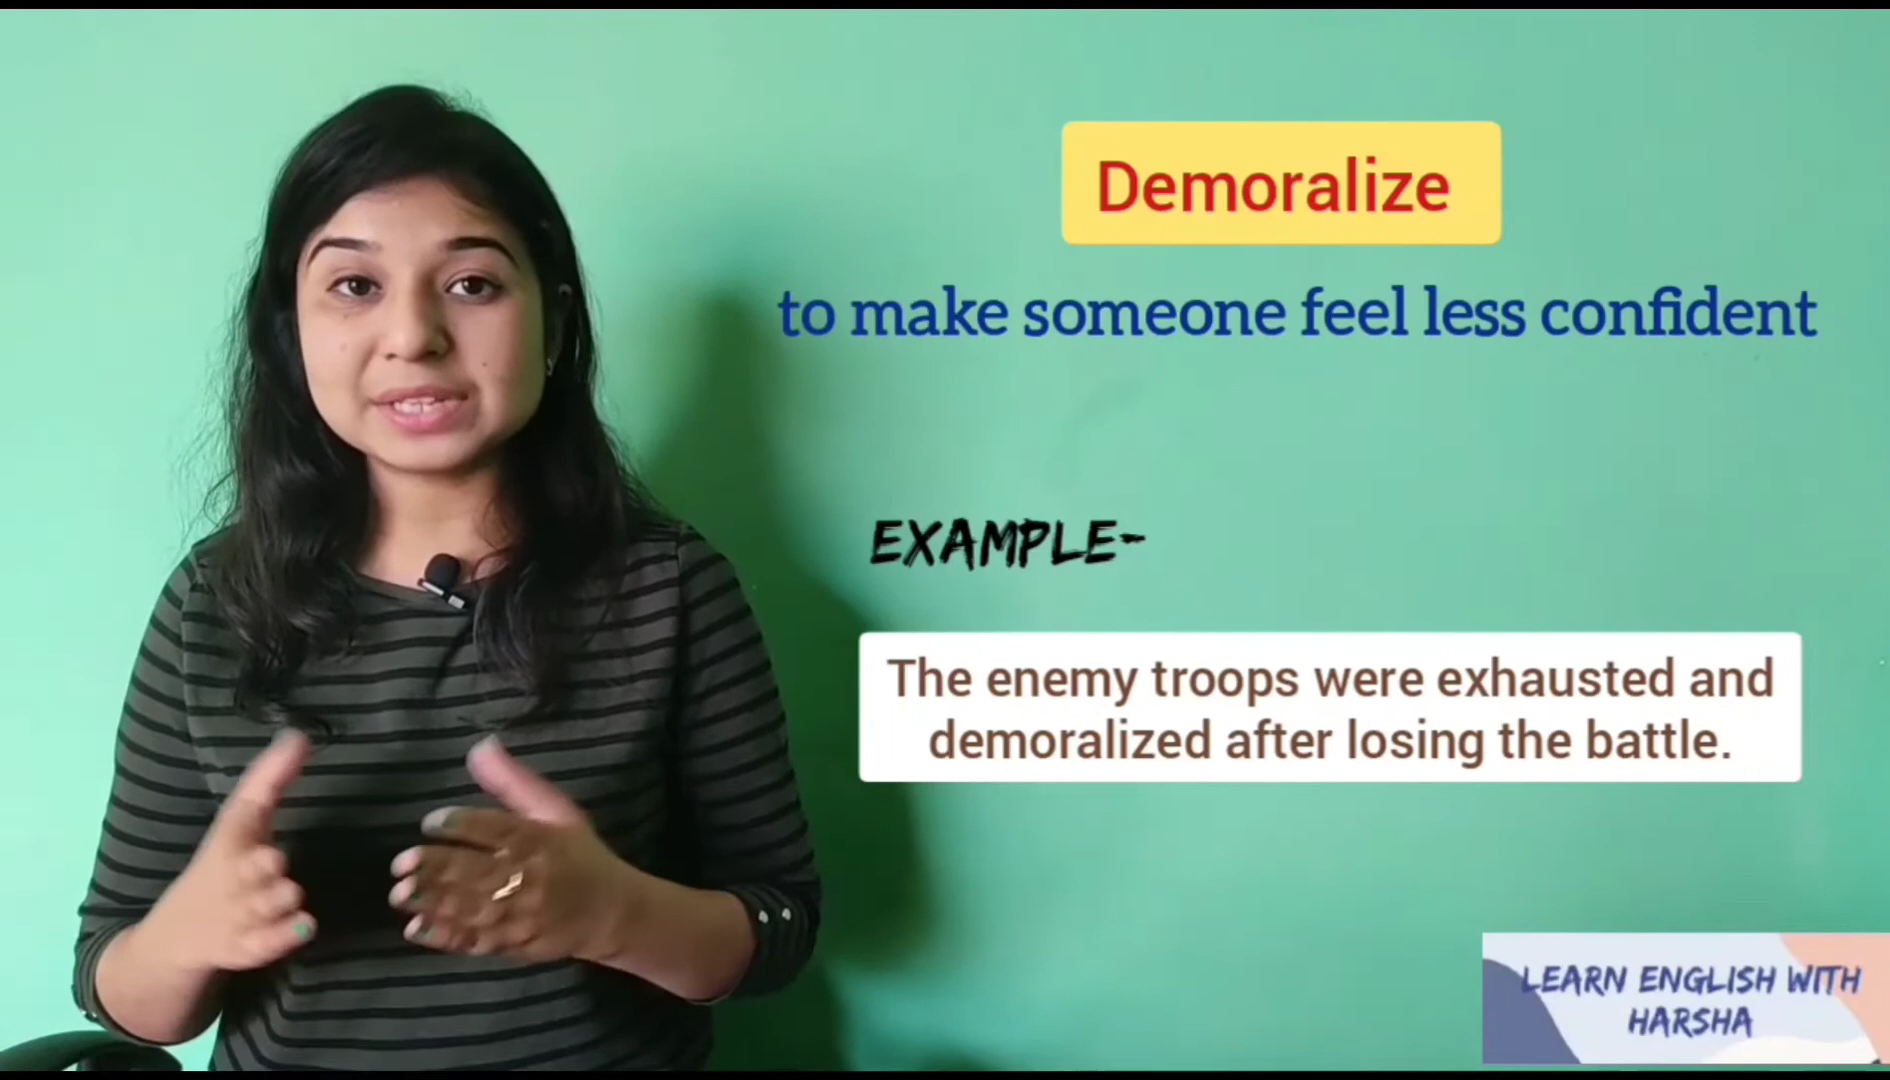 Demoralize
to make someone feel less confident
EXAMPLE-
The enemy troops were exhausted and
demoralized after losing the battle.
LEARN ENGLISH WITH
HARSHA